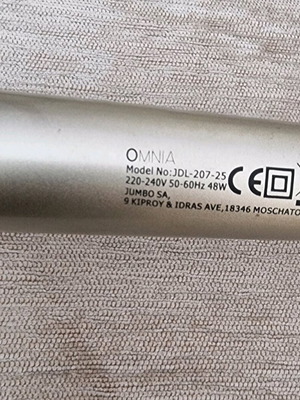 OMNIA
Model No:JDL-207-25
220-240V 50-60Hz 48W
JUMBO SA,
9 KIPROY & IDRAS AVE,18346 MOSCHATO
CE